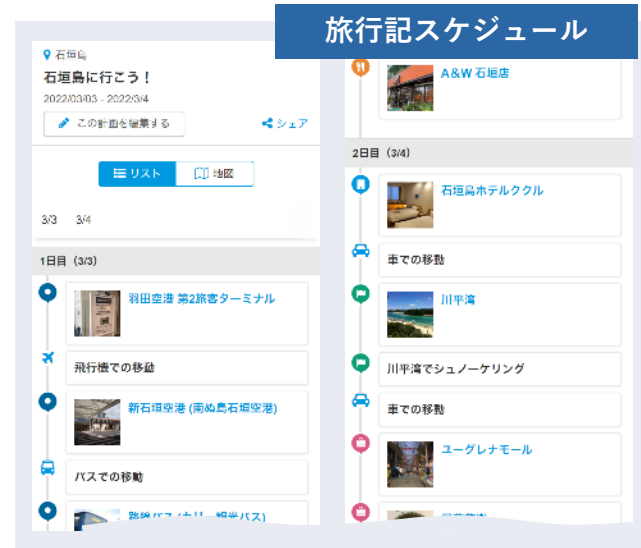 旅行記スケジュール
石垣島
石垣島に行こう！
2022/03/03 - 2022/3/4
この計画を編集する
シェア
リスト
地図
3/3 3/4
1日目 (3/3)
羽田空港 第2旅客ターミナル
飛行機での移動
新石垣空港 (南ぬ島石垣空港)
バスでの移動
A&W 石垣店
2日目 (3/4)
石垣島ホテルククル
車での移動
川平湾
川平湾でシュノーケリング
車での移動
ユーグレナモール